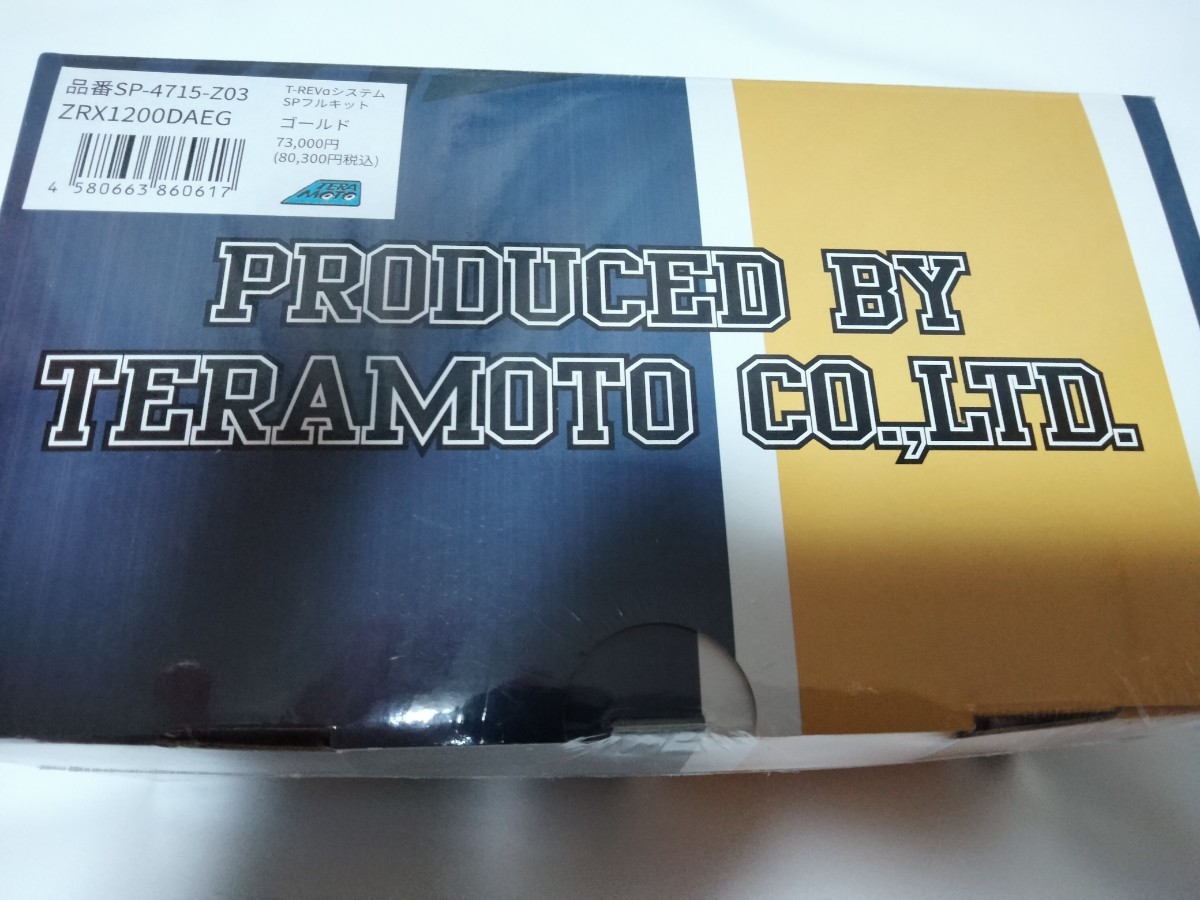 品番SP-4715-Z03
ZRX1200DAEG
T-REVαシステム
SPフルキット
ゴールド
73,000円
(80,300円税込)
4 580663 860617
TERA
MOTO
PRODUCED BY
TERAMOTO CO.,LTD.